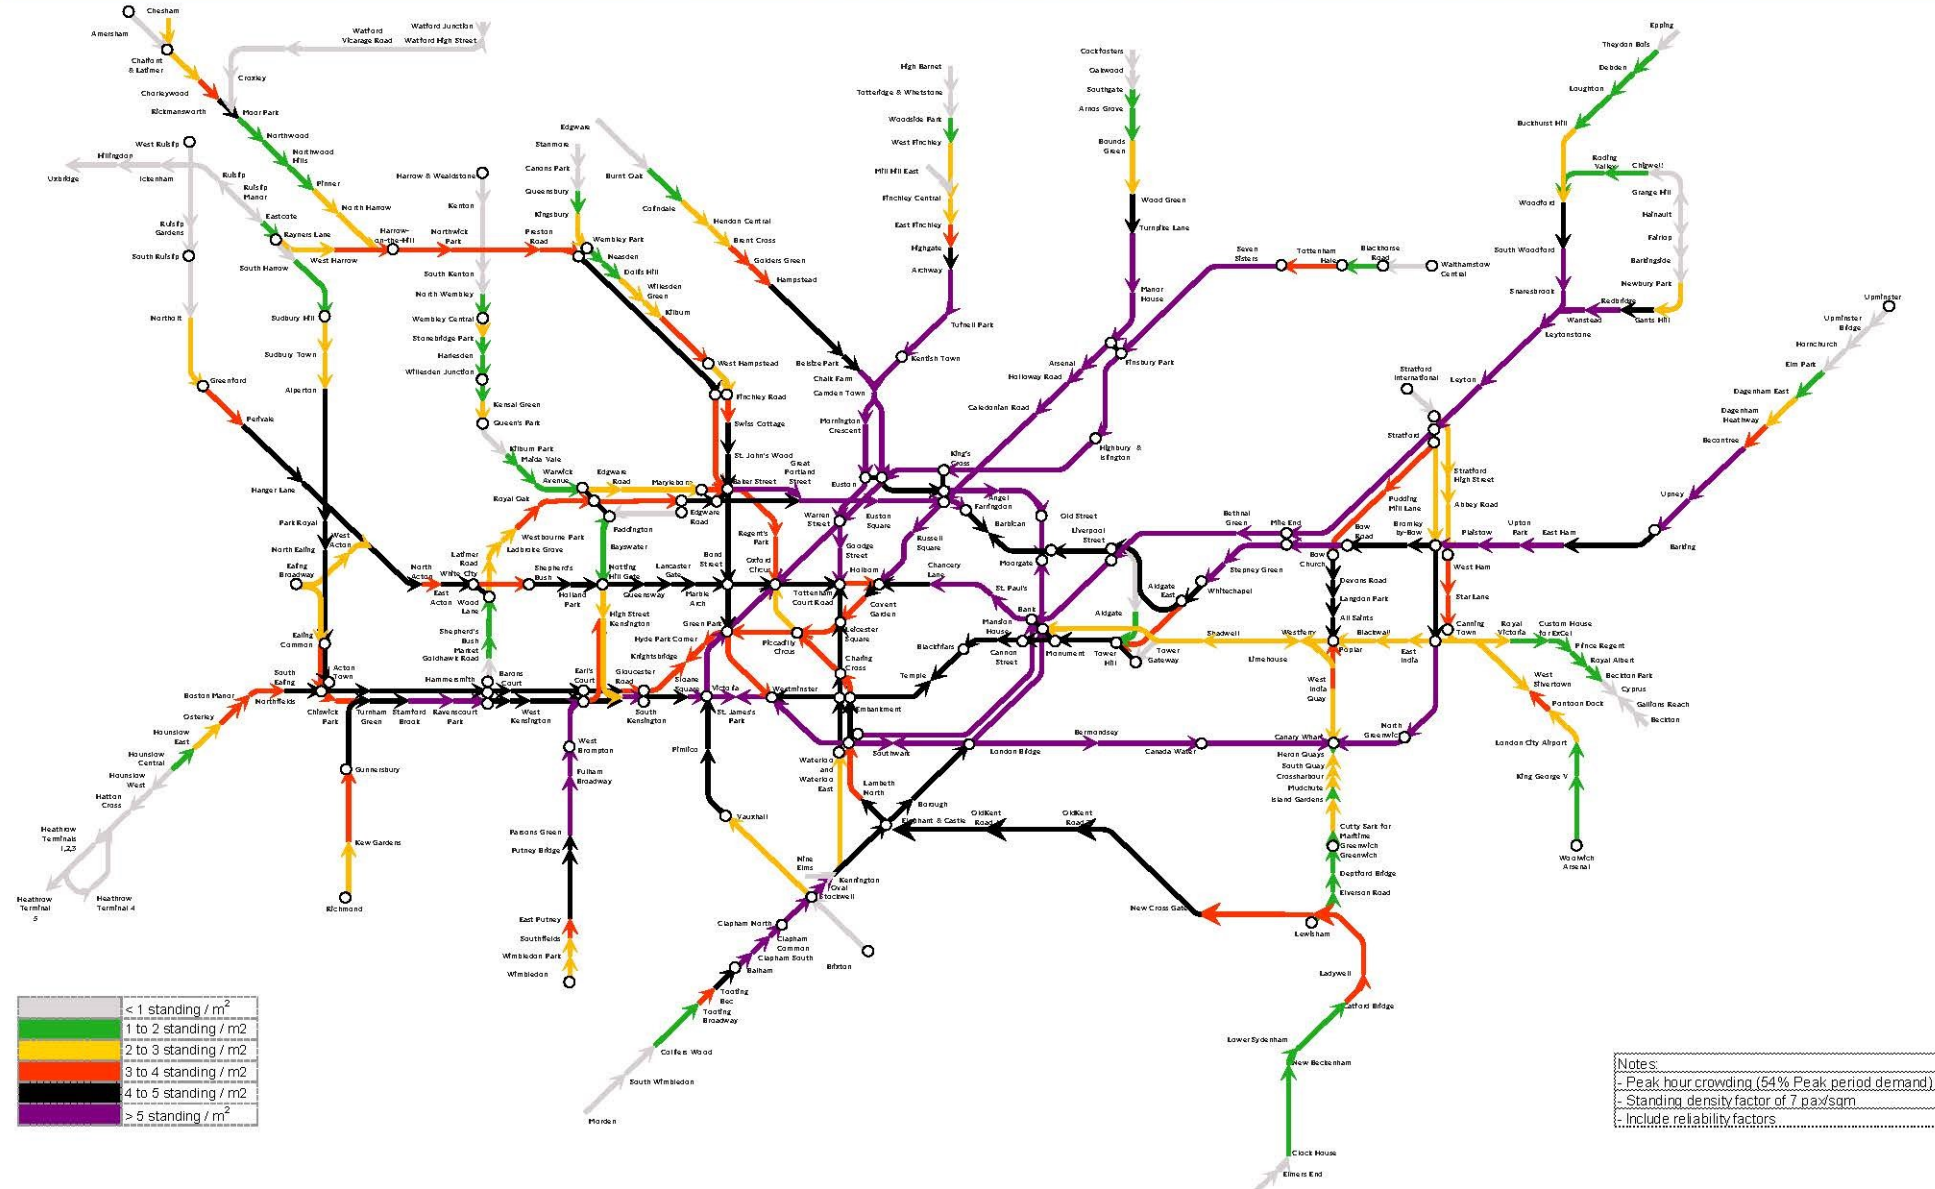 Chesham
Amersham
Chalfont
& Latimer
Chorleywood
Rickmansworth
Moor Park
Croxley
Watford
Vicarage Road
Watford Junction
Watford High Street
Northwood
Northwood
Hills
Pinner
North Harrow
Harrow-
on-the-Hill
Northwick
Park
Preston
Road
West Ruislip
Hillingdon
Uxbridge
Ickenham
Ruislip
Ruislip
Manor
Eastcote
Rayners Lane
West Harrow
Ruislip
Gardens
South Ruislip
South Harrow
Northolt
Sudbury Hill
Sudbury Town
Alperton
Greenford
Perivale
Hanger Lane
Park Royal
North Ealing
West
Acton
Ealing
Broadway
Ealing
Common
South
Ealing
Acton
Town
Northfields
Boston Manor
Osterley
Hounslow
East
Hounslow
Central
Hounslow
West
Hatton
Cross
Heathrow
Terminals
1,2,3
Heathrow
Terminal
5
Heathrow
Terminal 4
Chiswick
Park
Turnham
Green
Stamford
Brook
Ravenscourt
Park
Hammersmith
Barons
Court
West
Kensington
Gunnersbury
Kew Gardens
Richmond
Harrow & Wealdstone
Kenton
South Kenton
North Wembley
Wembley Central
Stonebridge Park
Harlesden
Willesden Junction
Kensal Green
Queen's Park
Kilburn Park
Maida Vale
Warwick
Avenue
Edgware
Road
Marylebone
Royal Oak
Westbourne Park
Ladbroke Grove
Latimer
Road
White City
Wood
Lane
Shepherd's
Bush
Market
Goldhawk Road
North
Acton
East
Acton
Shepherd's
Bush
Holland
Park
Notting
Hill Gate
Queensway
Lancaster
Gate
Marble
Arch
Bond
Street
Paddington
Bayswater
Edgware
Road
High Street
Kensington
Earl's
Court
Gloucester
Road
South
Kensington
Sloane
Square
Victoria
St. James's
Park
Westminster
Knightsbridge
Hyde Park Corner
Green Park
West
Brompton
Fulham
Broadway
Parsons Green
Putney Bridge
East Putney
Southfields
Wimbledon Park
Wimbledon
Edgware
Stanmore
Canons Park
Queensbury
Kingsbury
Wembley Park
Neasden
Dollis Hill
Willesden
Green
Kilburn
West Hampstead
Finchley Road
Swiss Cottage
St. John's Wood
Baker Street
Great
Portland
Street
Regent's
Park
Oxford
Circus
Burnt Oak
Colindale
Hendon Central
Brent Cross
Golders Green
Hampstead
Belsize Park
Chalk Farm
Camden Town
Mornington
Crescent
High Barnet
Totteridge & Whetstone
Woodside Park
West Finchley
Mill Hill East
Finchley Central
East Finchley
Highgate
Archway
Tufnell Park
Kentish Town
Euston
Warren
Street
Euston
Square
Goodge
Street
Russell
Square
Tottenham
Court Road
Holborn
Chancery
Lane
Covent
Garden
Leicester
Square
Piccadilly
Circus
Charing
Cross
Embankment
Temple
Blackfriars
Mansion
House
Cannon
Street
Monument
Bank
St. Paul's
Cockfosters
Oakwood
Southgate
Arnos Grove
Bounds
Green
Wood Green
Turnpike Lane
Manor
House
Finsbury Park
Arsenal
Holloway Road
Caledonian Road
King's
Cross
Highbury &
Islington
Angel
Farringdon
Barbican
Old Street
Moorgate
Liverpool
Street
Seven
Sisters
Tottenham
Hale
Blackhorse
Road
Walthamstow
Central
Aldgate
Aldgate
East
Whitechapel
Stepney Green
Bethnal
Green
Mile End
Tower
Hill
Tower
Gateway
Shadwell
Limehouse
Westferry
Poplar
Blackwall
East
India
Canning
Town
Royal
Victoria
Custom House
for ExCel
Prince Regent
Royal Albert
Beckton Park
Cyprus
Gallions Reach
Beckton
West
Silvertown
Pontoon Dock
London City Airport
King George V
Woolwich
Arsenal
Epping
Theydon Bois
Debden
Loughton
Buckhurst Hill
Roding
Valley
Chigwell
Grange Hill
Hainault
Fairlop
Barkingside
Newbury Park
Gants Hill
Redbridge
Wanstead
Woodford
South Woodford
Snaresbrook
Leytonstone
Leyton
Stratford
International
Stratford
Stratford
High Street
Abbey Road
Pudding
Mill Lane
Bow
Road
Bromley-
by-Bow
Bow
Church
Devons Road
Langdon Park
All Saints
West Ham
Star Lane
Plaistow
Upton
Park
East Ham
Barking
Upney
Becontree
Dagenham
Heathway
Dagenham East
Elm Park
Hornchurch
Upminster
Bridge
Upminster
West
India
Quay
Canary Wharf
Heron Quays
South Quay
Crossharbour
Mudchute
Island Gardens
Cutty Sark for
Maritime
Greenwich
Greenwich
Deptford Bridge
Elverson Road
Lewisham
North
Greenwich
Canada Water
Bermondsey
London Bridge
Southwark
Waterloo
and
Waterloo
East
Lambeth
North
Borough
Elephant & Castle
OldKent
Road
OldKent
Road
New Cross Gate
Ladywell
Catford Bridge
Lower Sydenham
New Beckenham
Clock House
Elmers End
Pimlico
Vauxhall
Nine
Elms
Kennington
Oval
Stockwell
Brixton
Clapham North
Clapham
Common
Clapham South
Balham
Tooting
Bec
Tooting
Broadway
Colliers Wood
South Wimbledon
Morden
< 1 standing / m²
1 to 2 standing / m2
2 to 3 standing / m2
3 to 4 standing / m2
4 to 5 standing / m2
> 5 standing / m²
Notes:
- Peak hour crowding (54% Peak period demand)
- Standing density factor of 7 pax/sqm
- Include reliability factors